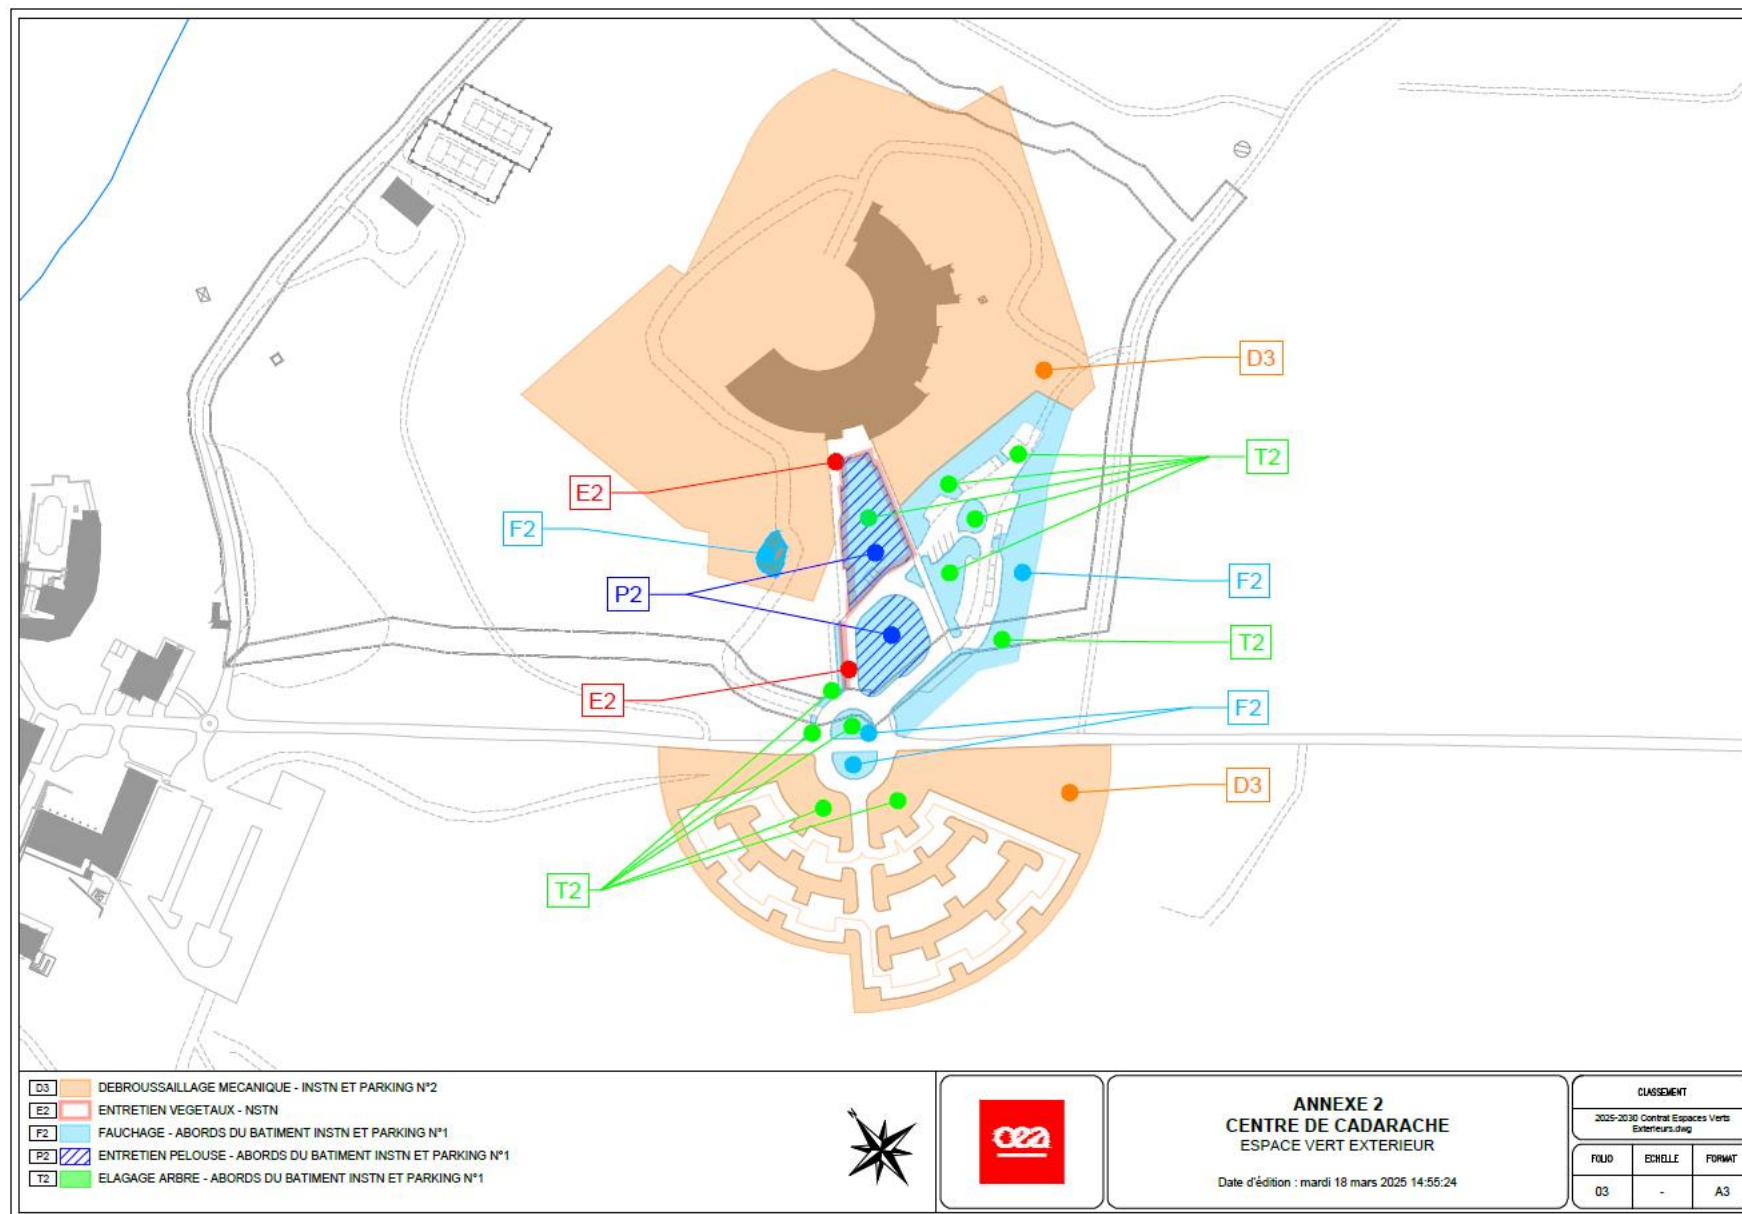 D3
T2
E2
F2
F2
P2
T2
E2
F2
D3
T2
D3 DEBROUSSAILLAGE MECANIQUE - INSTN ET PARKING N°2
E2 ENTRETIEN VEGETAUX - NSTN
F2 FAUCHAGE - ABORDS DU BATIMENT INSTN ET PARKING N°1
P2 ENTRETIEN PELOUSE - ABORDS DU BATIMENT INSTN ET PARKING N°1
T2 ELAGAGE ARBRE - ABORDS DU BATIMENT INSTN ET PARKING N°1
N
cea
ANNEXE 2
CENTRE DE CADARACHE
ESPACE VERT EXTERIEUR
Date d'édition : mardi 18 mars 2025 14:55:24
CLASSEMENT
2025-2030 Contrat Espaces Verts
Exterieurs.dwg
FOLIO ECHELLE FORMAT
03 - A3